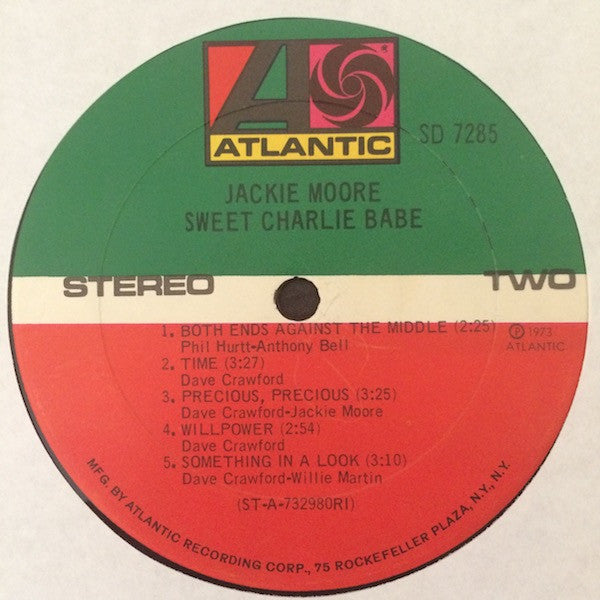 ATLANTIC
SD 7285
JACKIE MOORE
SWEET CHARLIE BABE
STEREO
TWO
1. BOTH ENDS AGAINST THE MIDDLE (2:25)
Phil Hurtt-Anthony Bell
2. TIME (3:27)
Dave Crawford
3. PRECIOUS, PRECIOUS (3:25)
Dave Crawford-Jackie Moore
4. WILLPOWER (2:54)
Dave Crawford
5. SOMETHING IN A LOOK (3:10)
Dave Crawford-Willie Martin
(ST-A-732980RI)
℗ 1973
ATLANTIC
MFG. BY ATLANTIC RECORDING CORP., 75 ROCKEFELLER PLAZA, N.Y., N.Y.